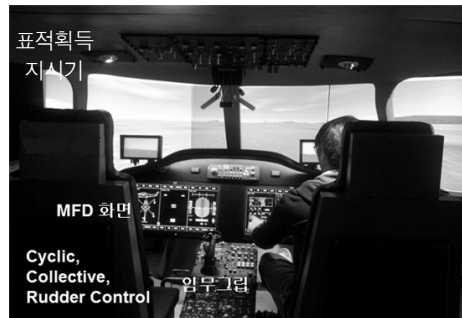 표적획득
지시기
MFD 화면
Cyclic,
Collective,
Rudder Control
임무그립